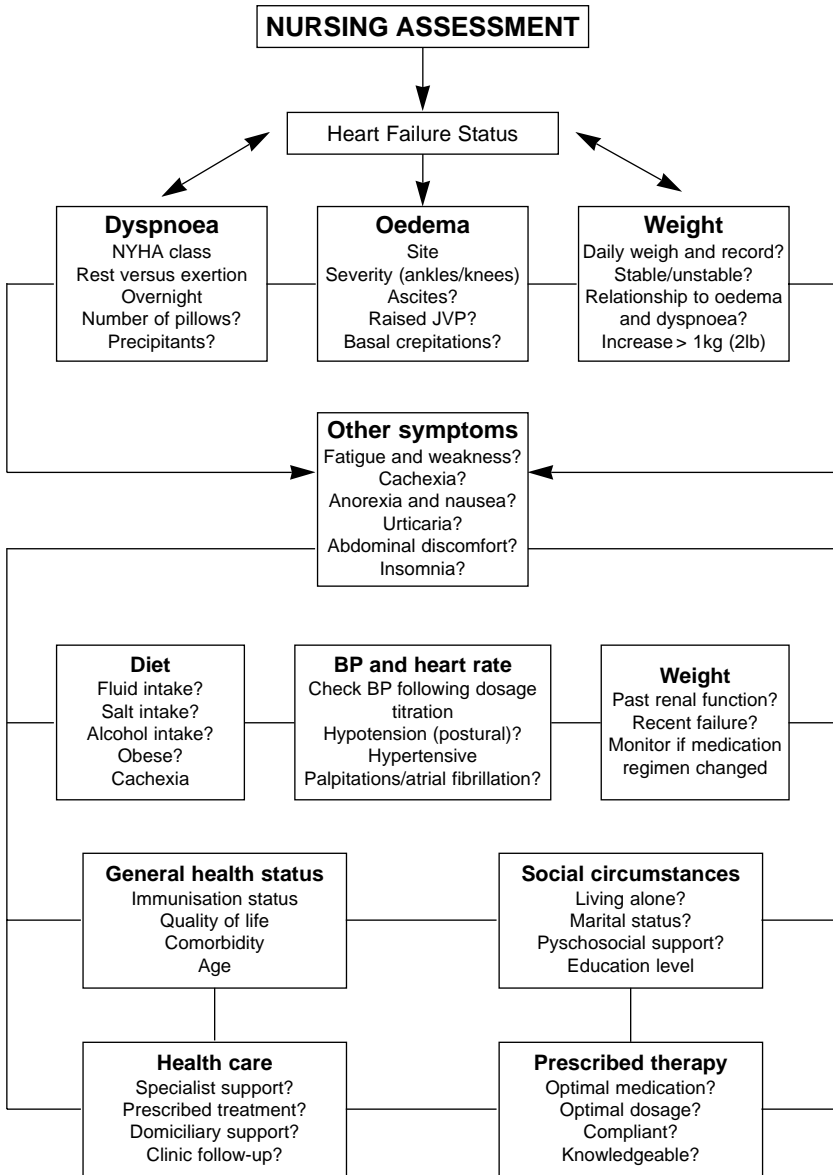 NURSING ASSESSMENT
Heart Failure Status
Dyspnoea
NYHA class
Rest versus exertion
Overnight
Number of pillows?
Precipitants?
Oedema
Site
Severity (ankles/knees)
Ascites?
Raised JVP?
Basal crepitations?
Weight
Daily weigh and record?
Stable/unstable?
Relationship to oedema
and dyspnoea?
Increase > 1kg (2lb)
Other symptoms
Fatigue and weakness?
Cachexia?
Anorexia and nausea?
Urticaria?
Abdominal discomfort?
Insomnia?
Diet
Fluid intake?
Salt intake?
Alcohol intake?
Obese?
Cachexia
BP and heart rate
Check BP following dosage
titration
Hypotension (postural)?
Hypertensive
Palpitations/atrial fibrillation?
Weight
Past renal function?
Recent failure?
Monitor if medication
regimen changed
General health status
Immunisation status
Quality of life
Comorbidity
Age
Social circumstances
Living alone?
Marital status?
Pyschosocial support?
Education level
Health care
Specialist support?
Prescribed treatment?
Domiciliary support?
Clinic follow-up?
Prescribed therapy
Optimal medication?
Optimal dosage?
Compliant?
Knowledgeable?